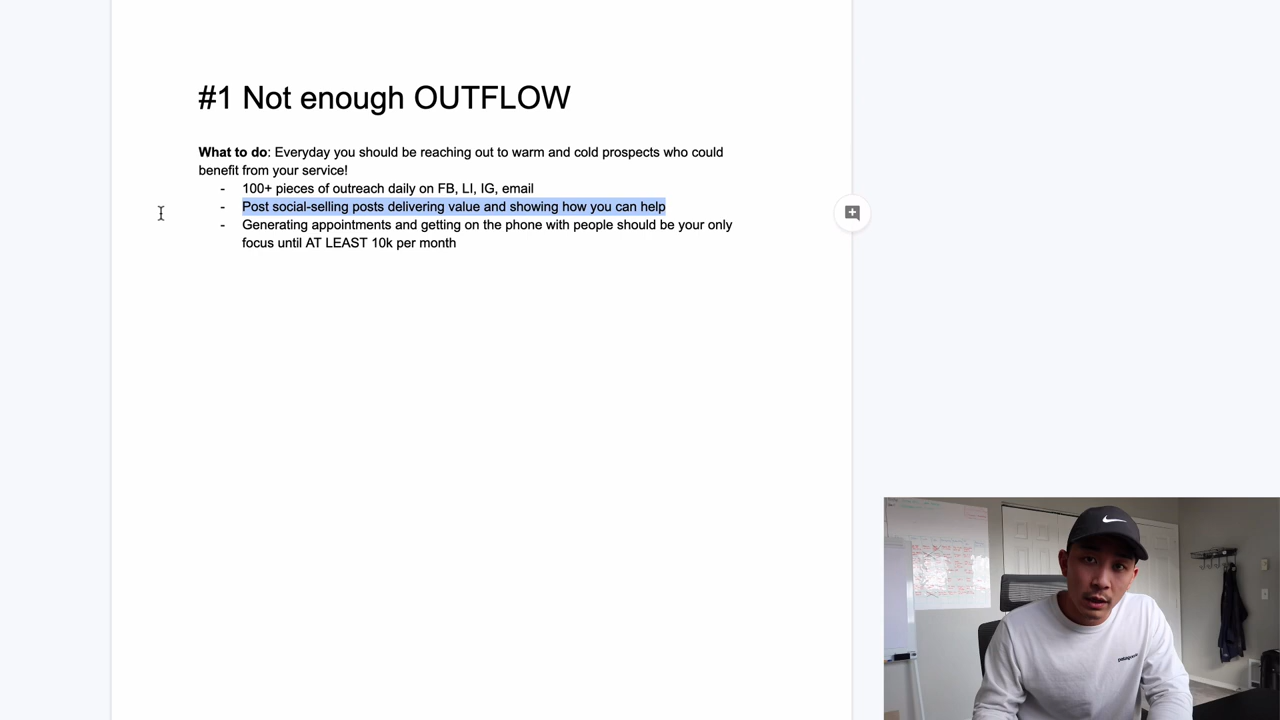 #1 Not enough OUTFLOW
What to do: Everyday you should be reaching out to warm and cold prospects who could
benefit from your service!
- 100+ pieces of outreach daily on FB, LI, IG, email
- Post social-selling posts delivering value and showing how you can help
- Generating appointments and getting on the phone with people should be your only
focus until AT LEAST 10k per month
patagonia